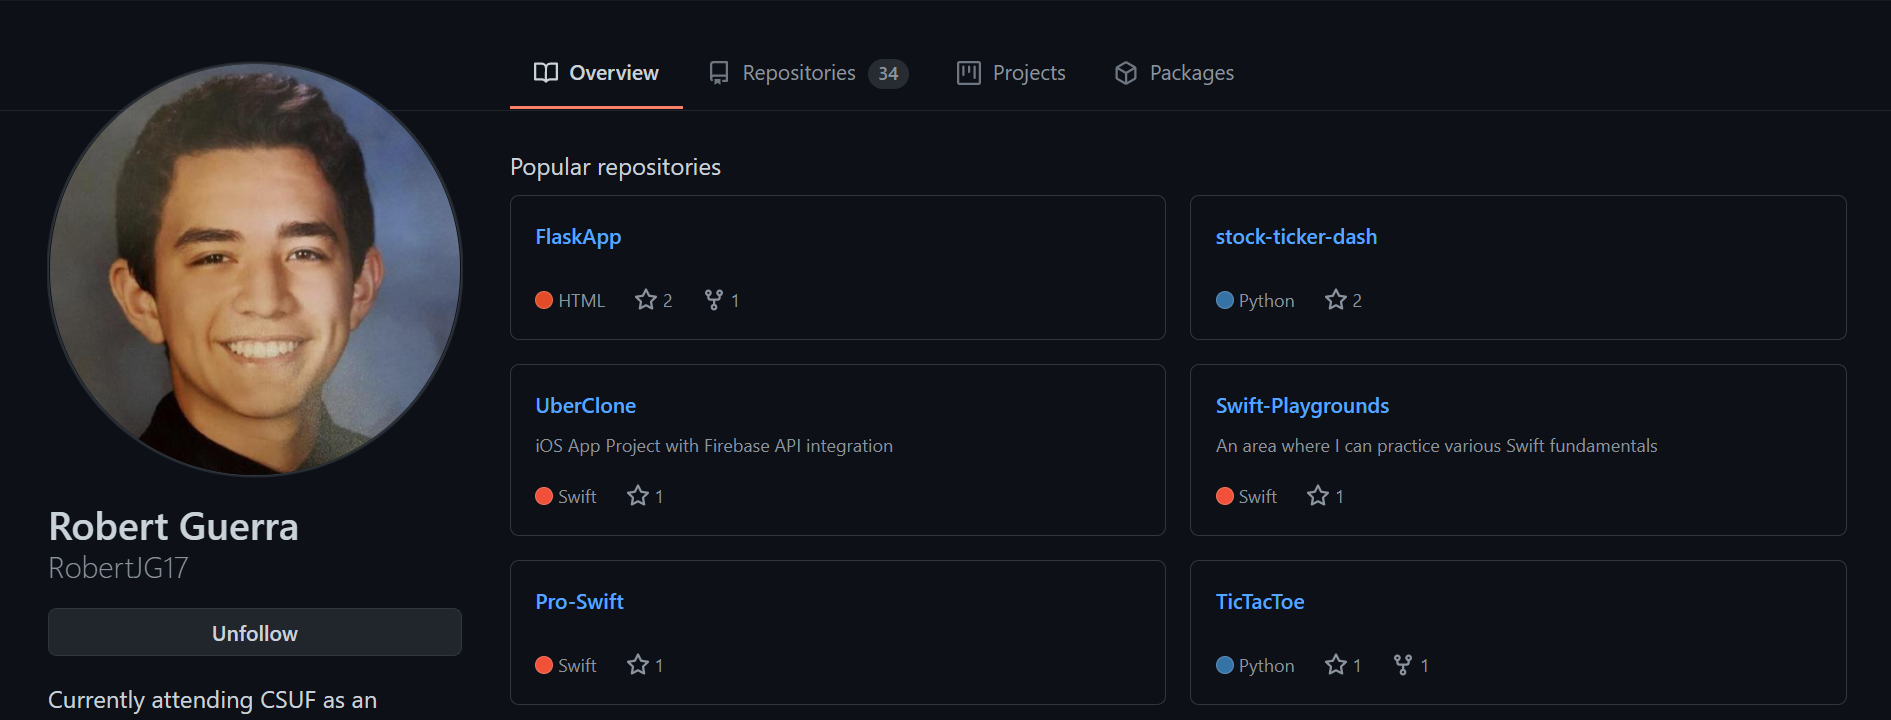 Overview Repositories 34 Projects Packages
Popular repositories
FlaskApp
HTML 2 1
stock-ticker-dash
Python 2
UberClone
iOS App Project with Firebase API integration
Swift 1
Swift-Playgrounds
An area where I can practice various Swift fundamentals
Swift 1
Pro-Swift
Swift 1
TicTacToe
Python 1 1
Robert Guerra
RobertJG17
Unfollow
Currently attending CSUF as an